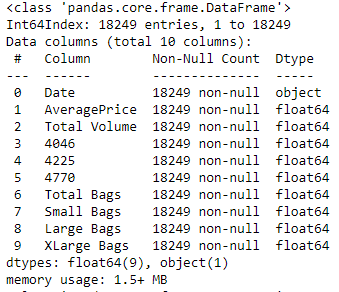 <class 'pandas.core.frame.DataFrame'>
Int64Index: 18249 entries, 1 to 18249
Data columns (total 10 columns):
 #   Column        Non-Null Count  Dtype
---  ------        --------------  -----
 0   Date          18249 non-null  object
 1   AveragePrice  18249 non-null  float64
 2   Total Volume  18249 non-null  float64
 3   4046          18249 non-null  float64
 4   4225          18249 non-null  float64
 5   4770          18249 non-null  float64
 6   Total Bags    18249 non-null  float64
 7   Small Bags    18249 non-null  float64
 8   Large Bags    18249 non-null  float64
 9   XLarge Bags   18249 non-null  float64
dtypes: float64(9), object(1)
memory usage: 1.5+ MB